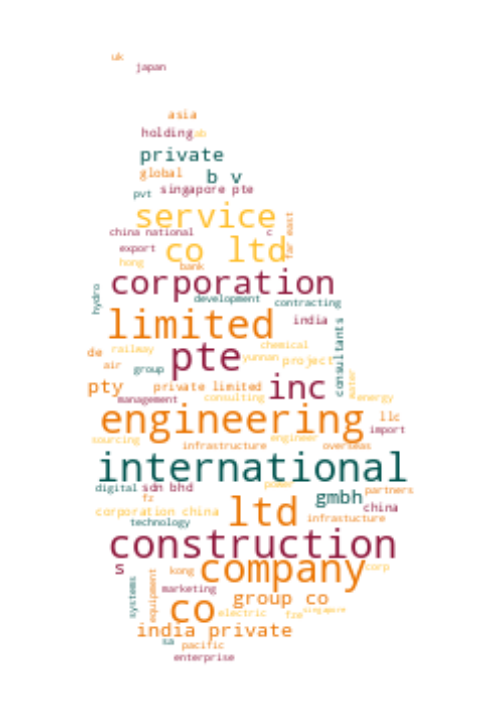 uk
japan
asia
holding ab
private
global b v
pvt singapore pte
service
china national c
far east
export co ltd
hong bank
corporation
hydro development contracting
limited india
consultants
chemical
de railway pte yunnan project
air group
pty private limited inc water energy
management consulting
engineering llc
import
sourcing engineer
infrastructure overseas
international
digital sdn bhd power partners
fz gmbh
corporation china ltd china
technology infrastucture
construction
s kong company corp
systems equipment marketing
co group co
electric fze singapore
india private
sa pacific
enterprise